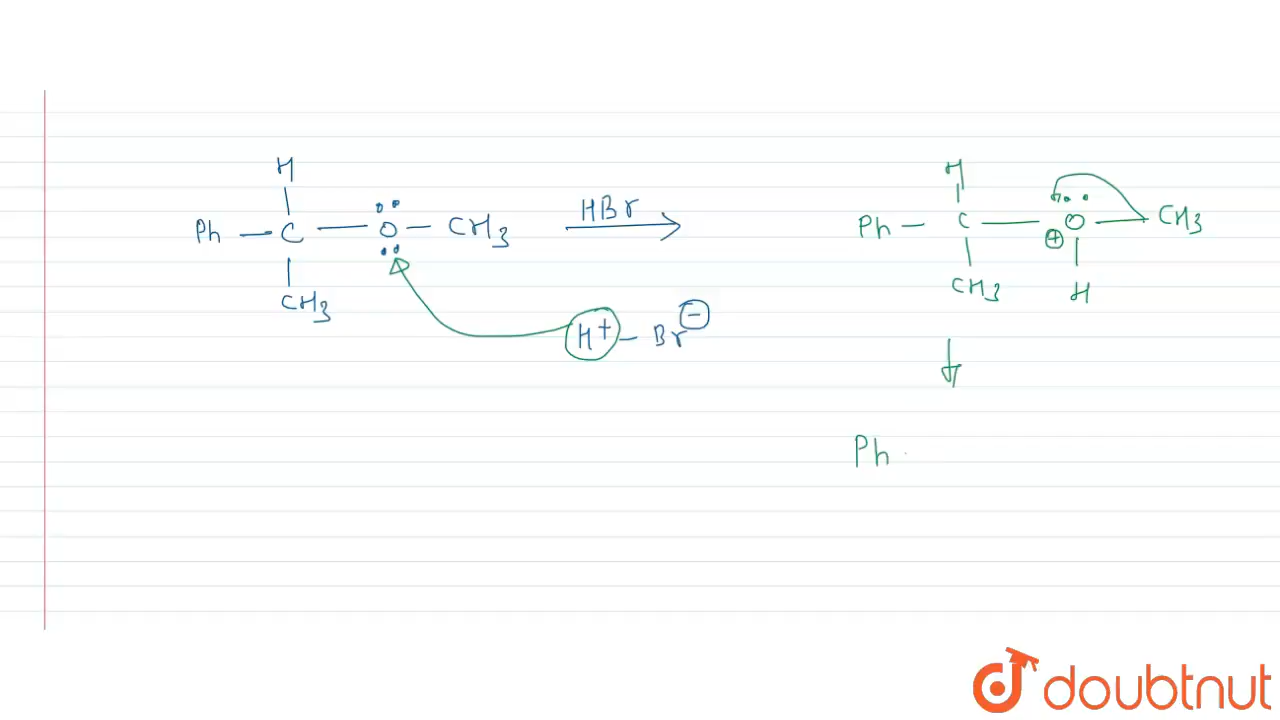 H
Ph — C — O — CH3
CH3
HBr
H+ — Br −
H
Ph — C — O — CH3
+
CH3 H
Ph
doubtnut